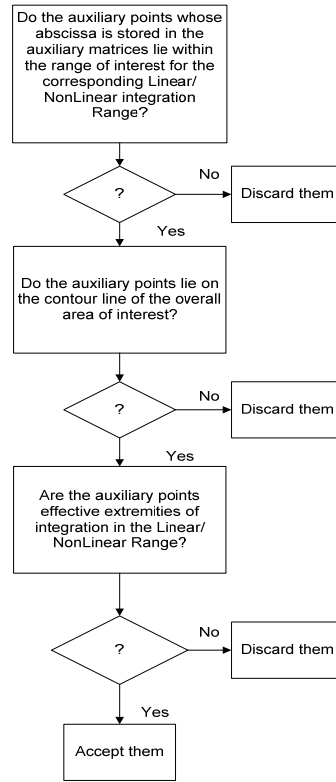 Do the auxiliary points whose
abscissa is stored in the
auxiliary matrices lie within
the range of interest for the
corresponding Linear/
NonLinear integration
Range?
?
No
Discard them
Yes
Do the auxiliary points lie on
the contour line of the overall
area of interest?
?
No
Discard them
Yes
Are the auxiliary points
effective extremities of
integration in the Linear/
NonLinear Range?
?
No
Discard them
Yes
Accept them